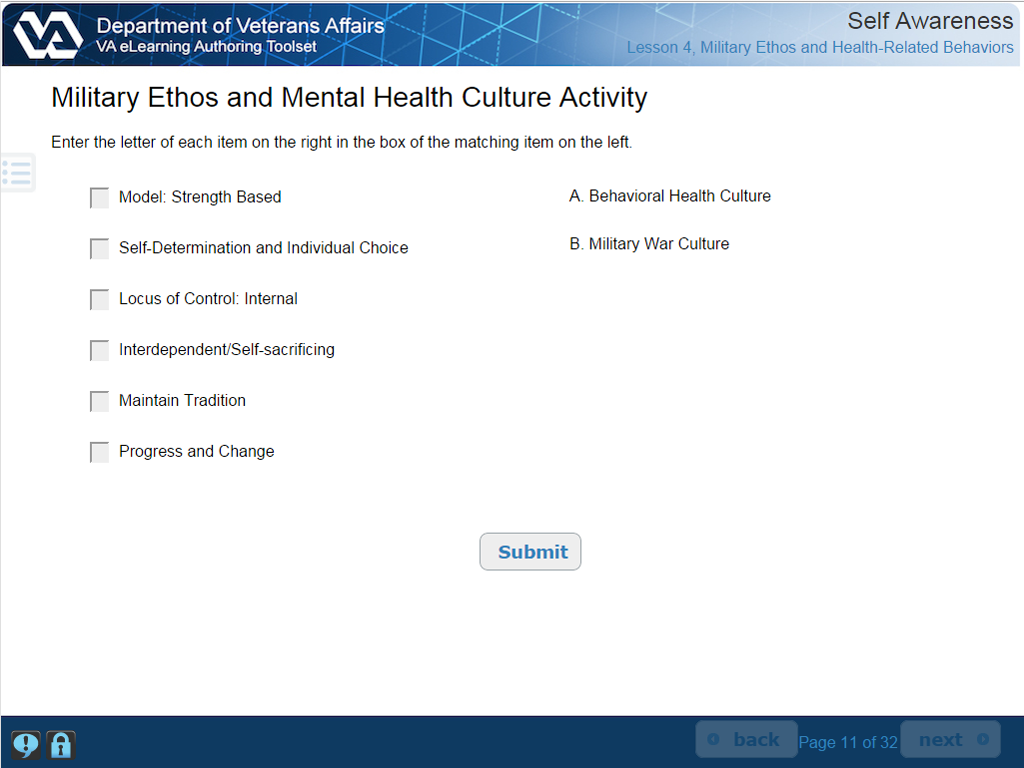 VA
Department of Veterans Affairs
VA eLearning Authoring Toolset
Self Awareness
Lesson 4, Military Ethos and Health-Related Behaviors
Military Ethos and Mental Health Culture Activity
Enter the letter of each item on the right in the box of the matching item on the left.
Model: Strength Based
Self-Determination and Individual Choice
Locus of Control: Internal
Interdependent/Self-sacrificing
Maintain Tradition
Progress and Change
A. Behavioral Health Culture
B. Military War Culture
Submit
back
Page 11 of 32
next